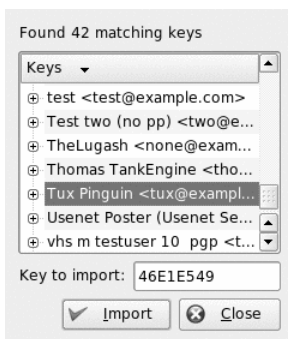 Found 42 matching keys
Keys
test <test@example.com>
Test two (no pp) <two@e...
TheLugash <none@exam...
Thomas TankEngine <tho...
Tux Pinguin <tux@exampl...
Usenet Poster (Usenet Se...
vhs m testuser 10 pgp <t...
Key to import: 46E1E549
Import Close